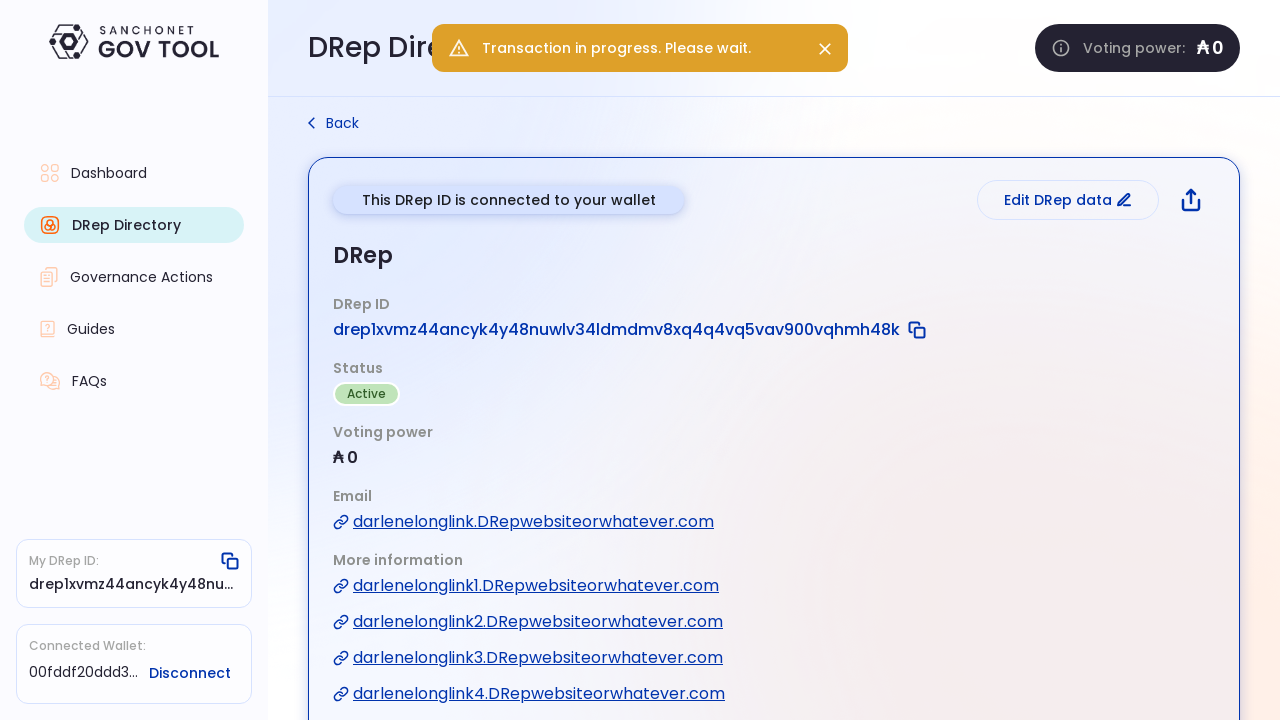 SANCHONET
GOV TOOL
Dashboard
DRep Directory
Governance Actions
Guides
FAQs
My DRep ID:
drep1xvmz44ancyk4y48nu...
Connected Wallet:
00fddf20ddd3... Disconnect
DRep Dire
Transaction in progress. Please wait.
Voting power: ₳ 0
Back
This DRep ID is connected to your wallet
Edit DRep data
DRep
DRep ID
drep1xvmz44ancyk4y48nuwlv34ldmdmv8xq4q4vq5vav900vqhmh48k
Status
Active
Voting power
₳ 0
Email
darlenelonglink.DRepwebsiteorwhatever.com
More information
darlenelonglink1.DRepwebsiteorwhatever.com
darlenelonglink2.DRepwebsiteorwhatever.com
darlenelonglink3.DRepwebsiteorwhatever.com
darlenelonglink4.DRepwebsiteorwhatever.com